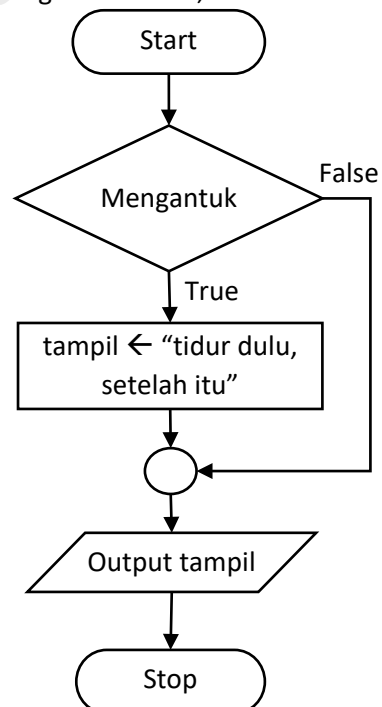 Start
Mengantuk
False
True
tampil ← “tidur dulu,
setelah itu”
Output tampil
Stop